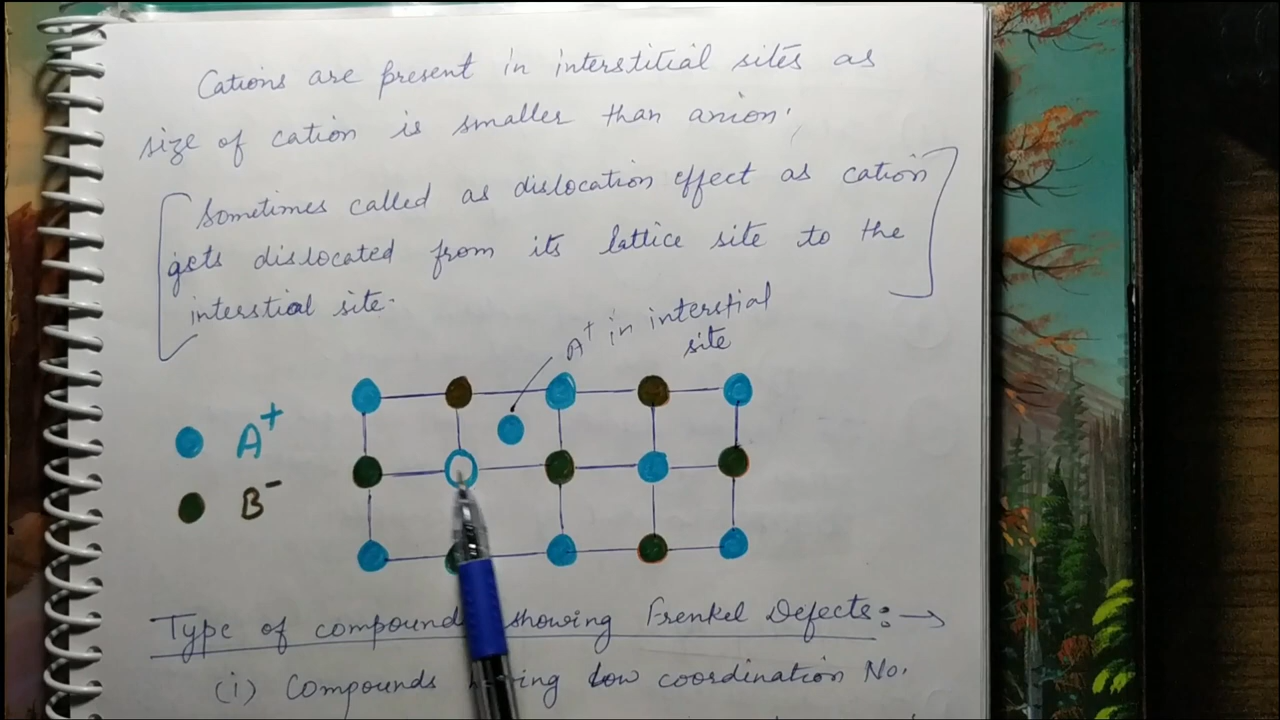 Cations are present in interstitial sites as
size of cation is smaller than anion.
[Sometimes called as dislocation effect as cation
gets dislocated from its lattice site to the
interstial site.]
A⁺ in interstial
site
A⁺
B⁻
Type of compound showing Frenkel Defects:→
(i) Compounds low coordination No.